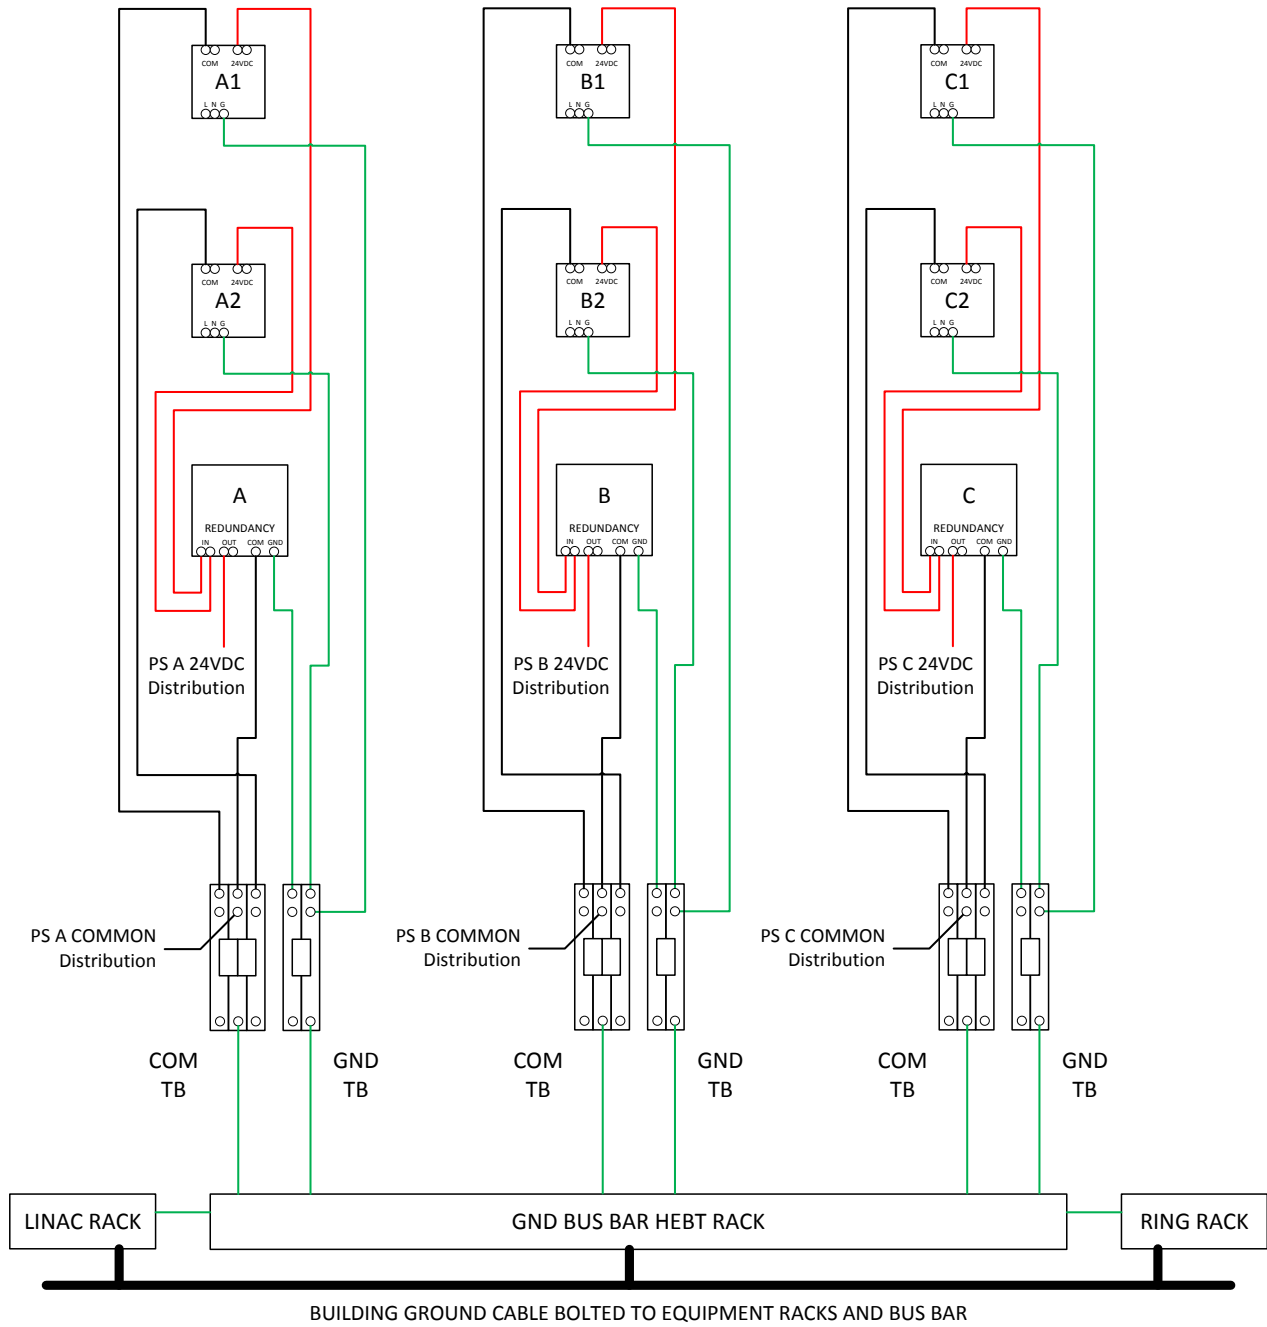 COM 24VDC
A1
L N G
COM 24VDC
B1
L N G
COM 24VDC
C1
L N G
COM 24VDC
A2
L N G
COM 24VDC
B2
L N G
COM 24VDC
C2
L N G
A
REDUNDANCY
IN OUT COM GND
B
REDUNDANCY
IN OUT COM GND
C
REDUNDANCY
IN OUT COM GND
PS A 24VDC
Distribution
PS B 24VDC
Distribution
PS C 24VDC
Distribution
PS A COMMON
Distribution
PS B COMMON
Distribution
PS C COMMON
Distribution
COM
TB
GND
TB
COM
TB
GND
TB
COM
TB
GND
TB
LINAC RACK
GND BUS BAR HEBT RACK
RING RACK
BUILDING GROUND CABLE BOLTED TO EQUIPMENT RACKS AND BUS BAR